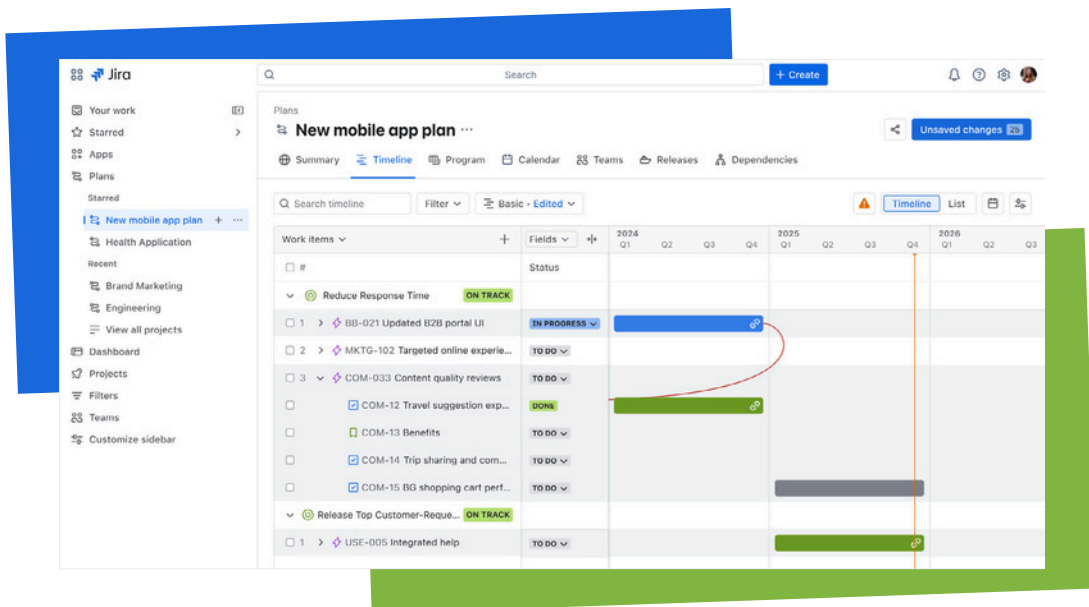 Jira
Search
+ Create
Your work
Starred
Apps
Plans
Starred
New mobile app plan
Health Application
Recent
Brand Marketing
Engineering
View all projects
Dashboard
Projects
Filters
Teams
Customize sidebar
Plans
New mobile app plan
Unsaved changes 25
Summary Timeline Program Calendar Teams Releases Dependencies
Search timeline Filter Basic - Edited Timeline List
Work items Fields
2024 2025 2026
Q1 Q2 Q3 Q4 Q1 Q2 Q3 Q4 Q1 Q2 Q3
# Status
Reduce Response Time ON TRACK
1 BB-021 Updated B2B portal UI IN PROGRESS
2 MKTG-102 Targeted online experie... TO DO
3 COM-033 Content quality reviews TO DO
COM-12 Travel suggestion exp... DONE
COM-13 Benefits TO DO
COM-14 Trip sharing and com... TO DO
COM-15 BG shopping cart perf... TO DO
Release Top Customer-Reque... ON TRACK
1 USE-005 Integrated help TO DO